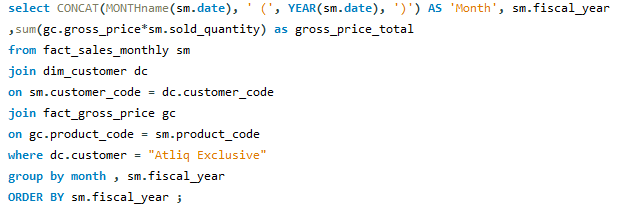 select CONCAT(MONTHname(sm.date), ' (', YEAR(sm.date), ')') AS 'Month', sm.fiscal_year
,sum(gc.gross_price*sm.sold_quantity) as gross_price_total
from fact_sales_monthly sm
join dim_customer dc
on sm.customer_code = dc.customer_code
join fact_gross_price gc
on gc.product_code = sm.product_code
where dc.customer = "Atliq Exclusive"
group by month , sm.fiscal_year
ORDER BY sm.fiscal_year ;